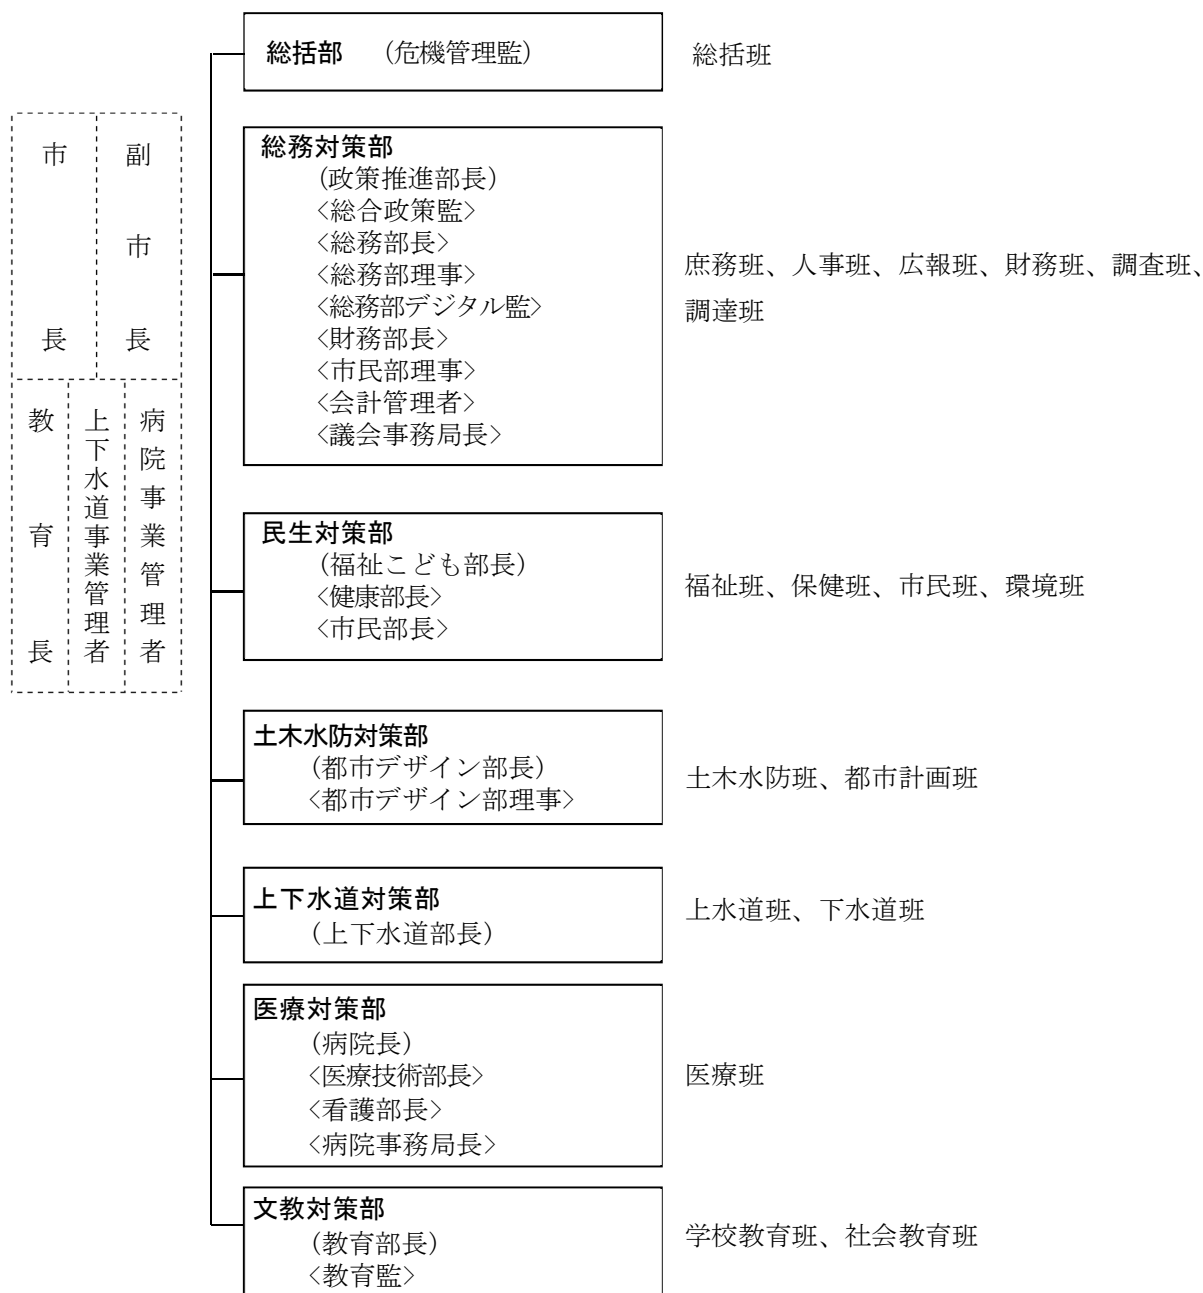 市長
副市長
教育長
上下水道事業管理者
病院事業管理者
総括部　（危機管理監）
総括班
総務対策部
（政策推進部長）
<総合政策監>
<総務部長>
<総務部理事>
<総務部デジタル監>
<財務部長>
<市民部理事>
<会計管理者>
<議会事務局長>
庶務班、人事班、広報班、財務班、調査班、
調達班
民生対策部
（福祉こども部長）
<健康部長>
<市民部長>
福祉班、保健班、市民班、環境班
土木水防対策部
（都市デザイン部長）
<都市デザイン部理事>
土木水防班、都市計画班
上下水道対策部
（上下水道部長）
上水道班、下水道班
医療対策部
（病院長）
<医療技術部長>
<看護部長>
<病院事務局長>
医療班
文教対策部
（教育部長）
<教育監>
学校教育班、社会教育班